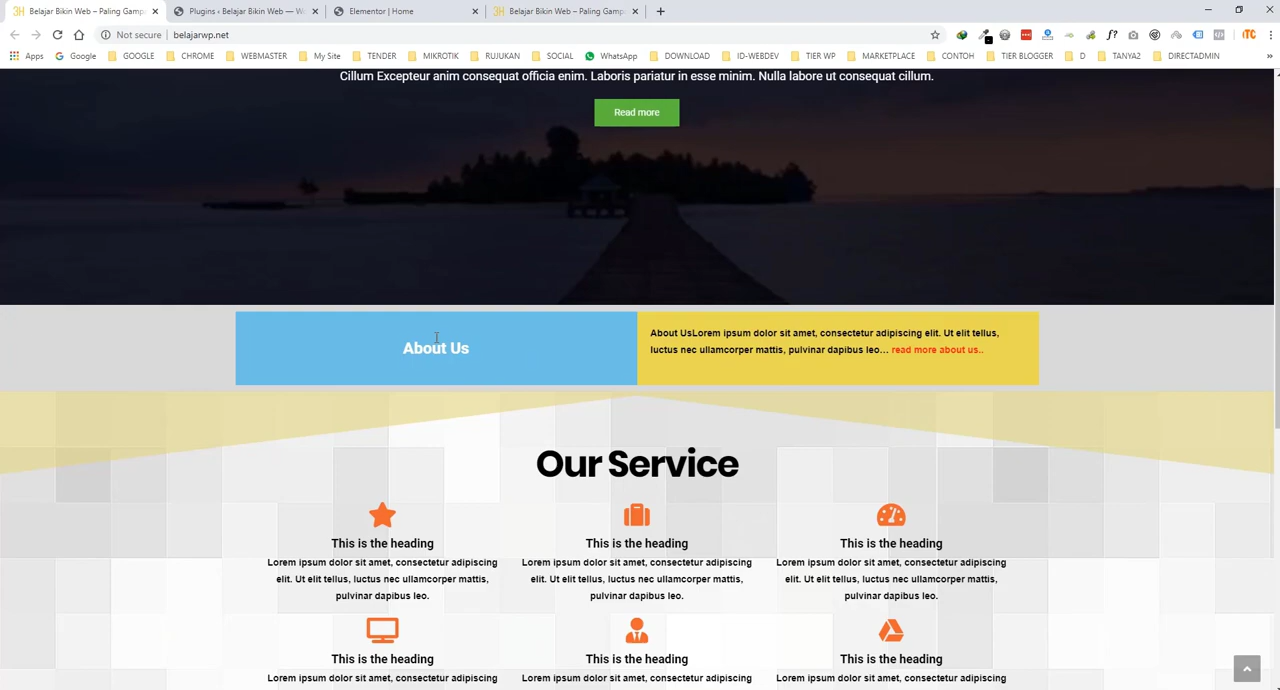 Belajar Bikin Web – Paling Gamp
Plugins ‹ Belajar Bikin Web — W
Elementor | Home
Belajar Bikin Web – Paling Gamp
Not secure | belajarwp.net
Apps
Google
GOOGLE
CHROME
WEBMASTER
My Site
TENDER
MIKROTIK
RUJUKAN
SOCIAL
WhatsApp
DOWNLOAD
ID-WEBDEV
TIER WP
MARKETPLACE
CONTOH
TIER BLOGGER
D
TANYA2
DIRECTADMIN
Cillum Excepteur anim consequat officia enim. Laboris pariatur in esse minim. Nulla labore ut consequat cillum.
Read more
About Us
About UsLorem ipsum dolor sit amet, consectetur adipiscing elit. Ut elit tellus,
luctus nec ullamcorper mattis, pulvinar dapibus leo… read more about us..
Our Service
This is the heading
Lorem ipsum dolor sit amet, consectetur adipiscing
elit. Ut elit tellus, luctus nec ullamcorper mattis,
pulvinar dapibus leo.
This is the heading
Lorem ipsum dolor sit amet, consectetur adipiscing
elit. Ut elit tellus, luctus nec ullamcorper mattis,
pulvinar dapibus leo.
This is the heading
Lorem ipsum dolor sit amet, consectetur adipiscing
elit. Ut elit tellus, luctus nec ullamcorper mattis,
pulvinar dapibus leo.
This is the heading
Lorem ipsum dolor sit amet, consectetur adipiscing
This is the heading
Lorem ipsum dolor sit amet, consectetur adipiscing
This is the heading
Lorem ipsum dolor sit amet, consectetur adipiscing